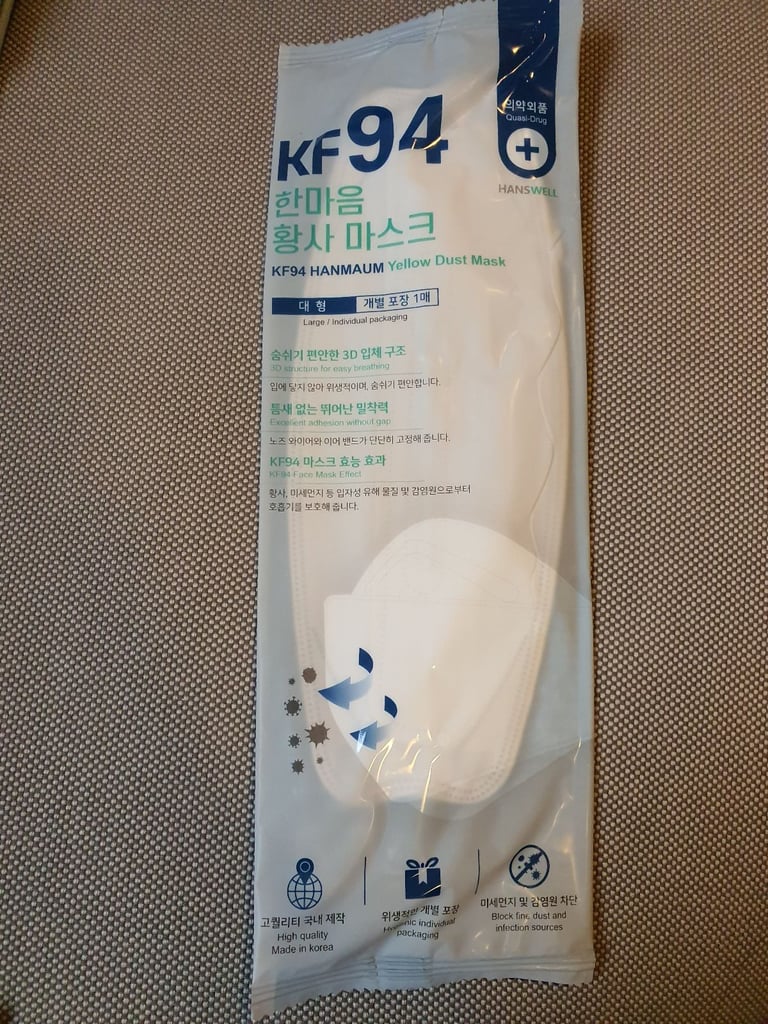 의약외품
Quasi-Drug
HANSWELL
KF94
한마음
황사 마스크
KF94 HANMAUM Yellow Dust Mask
대 형 개별 포장 1매
Large / Individual packaging
숨쉬기 편안한 3D 입체 구조
3D structure for easy breathing
입에 닿지 않아 위생적이며, 숨쉬기 편안합니다.
틈새 없는 뛰어난 밀착력
Excellent adhesion without gap
노즈 와이어와 이어 밴드가 단단히 고정해 줍니다.
KF94 마스크 효능 효과
KF94 Face Mask Effect
황사, 미세먼지 등 입자성 유해 물질 및 감염원으로부터
호흡기를 보호해 줍니다.
고퀄리티 국내 제작
High quality
Made in korea
위생적인 개별 포장
Hygienic individual
packaging
미세먼지 및 감염원 차단
Block fine dust and
infection sources